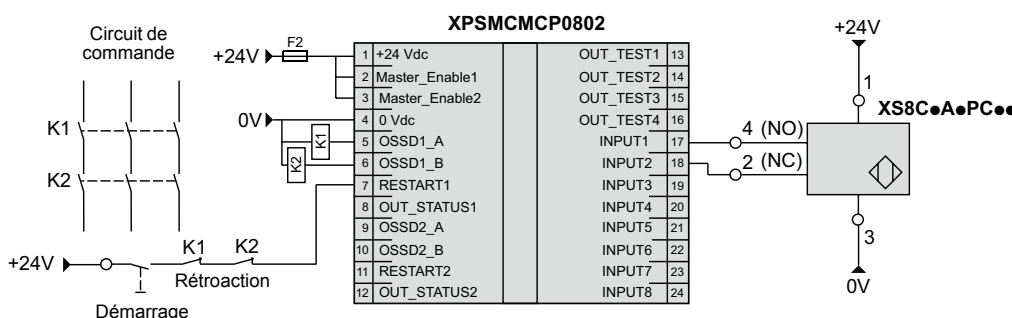 XPSMCMCP0802
Circuit de
commande
K1
K2
+24V
F2
0V
K1
K2
1 +24 Vdc
2 Master_Enable1
3 Master_Enable2
4 0 Vdc
5 OSSD1_A
6 OSSD1_B
7 RESTART1
8 OUT_STATUS1
9 OSSD2_A
10 OSSD2_B
11 RESTART2
12 OUT_STATUS2
OUT_TEST1 13
OUT_TEST2 14
OUT_TEST3 15
OUT_TEST4 16
INPUT1 17
INPUT2 18
INPUT3 19
INPUT4 20
INPUT5 21
INPUT6 22
INPUT7 23
INPUT8 24
+24V
K1 K2
Rétroaction
Démarrage
+24V
1
XS8C●A●PC●●
4 (NO)
2 (NC)
3
0V